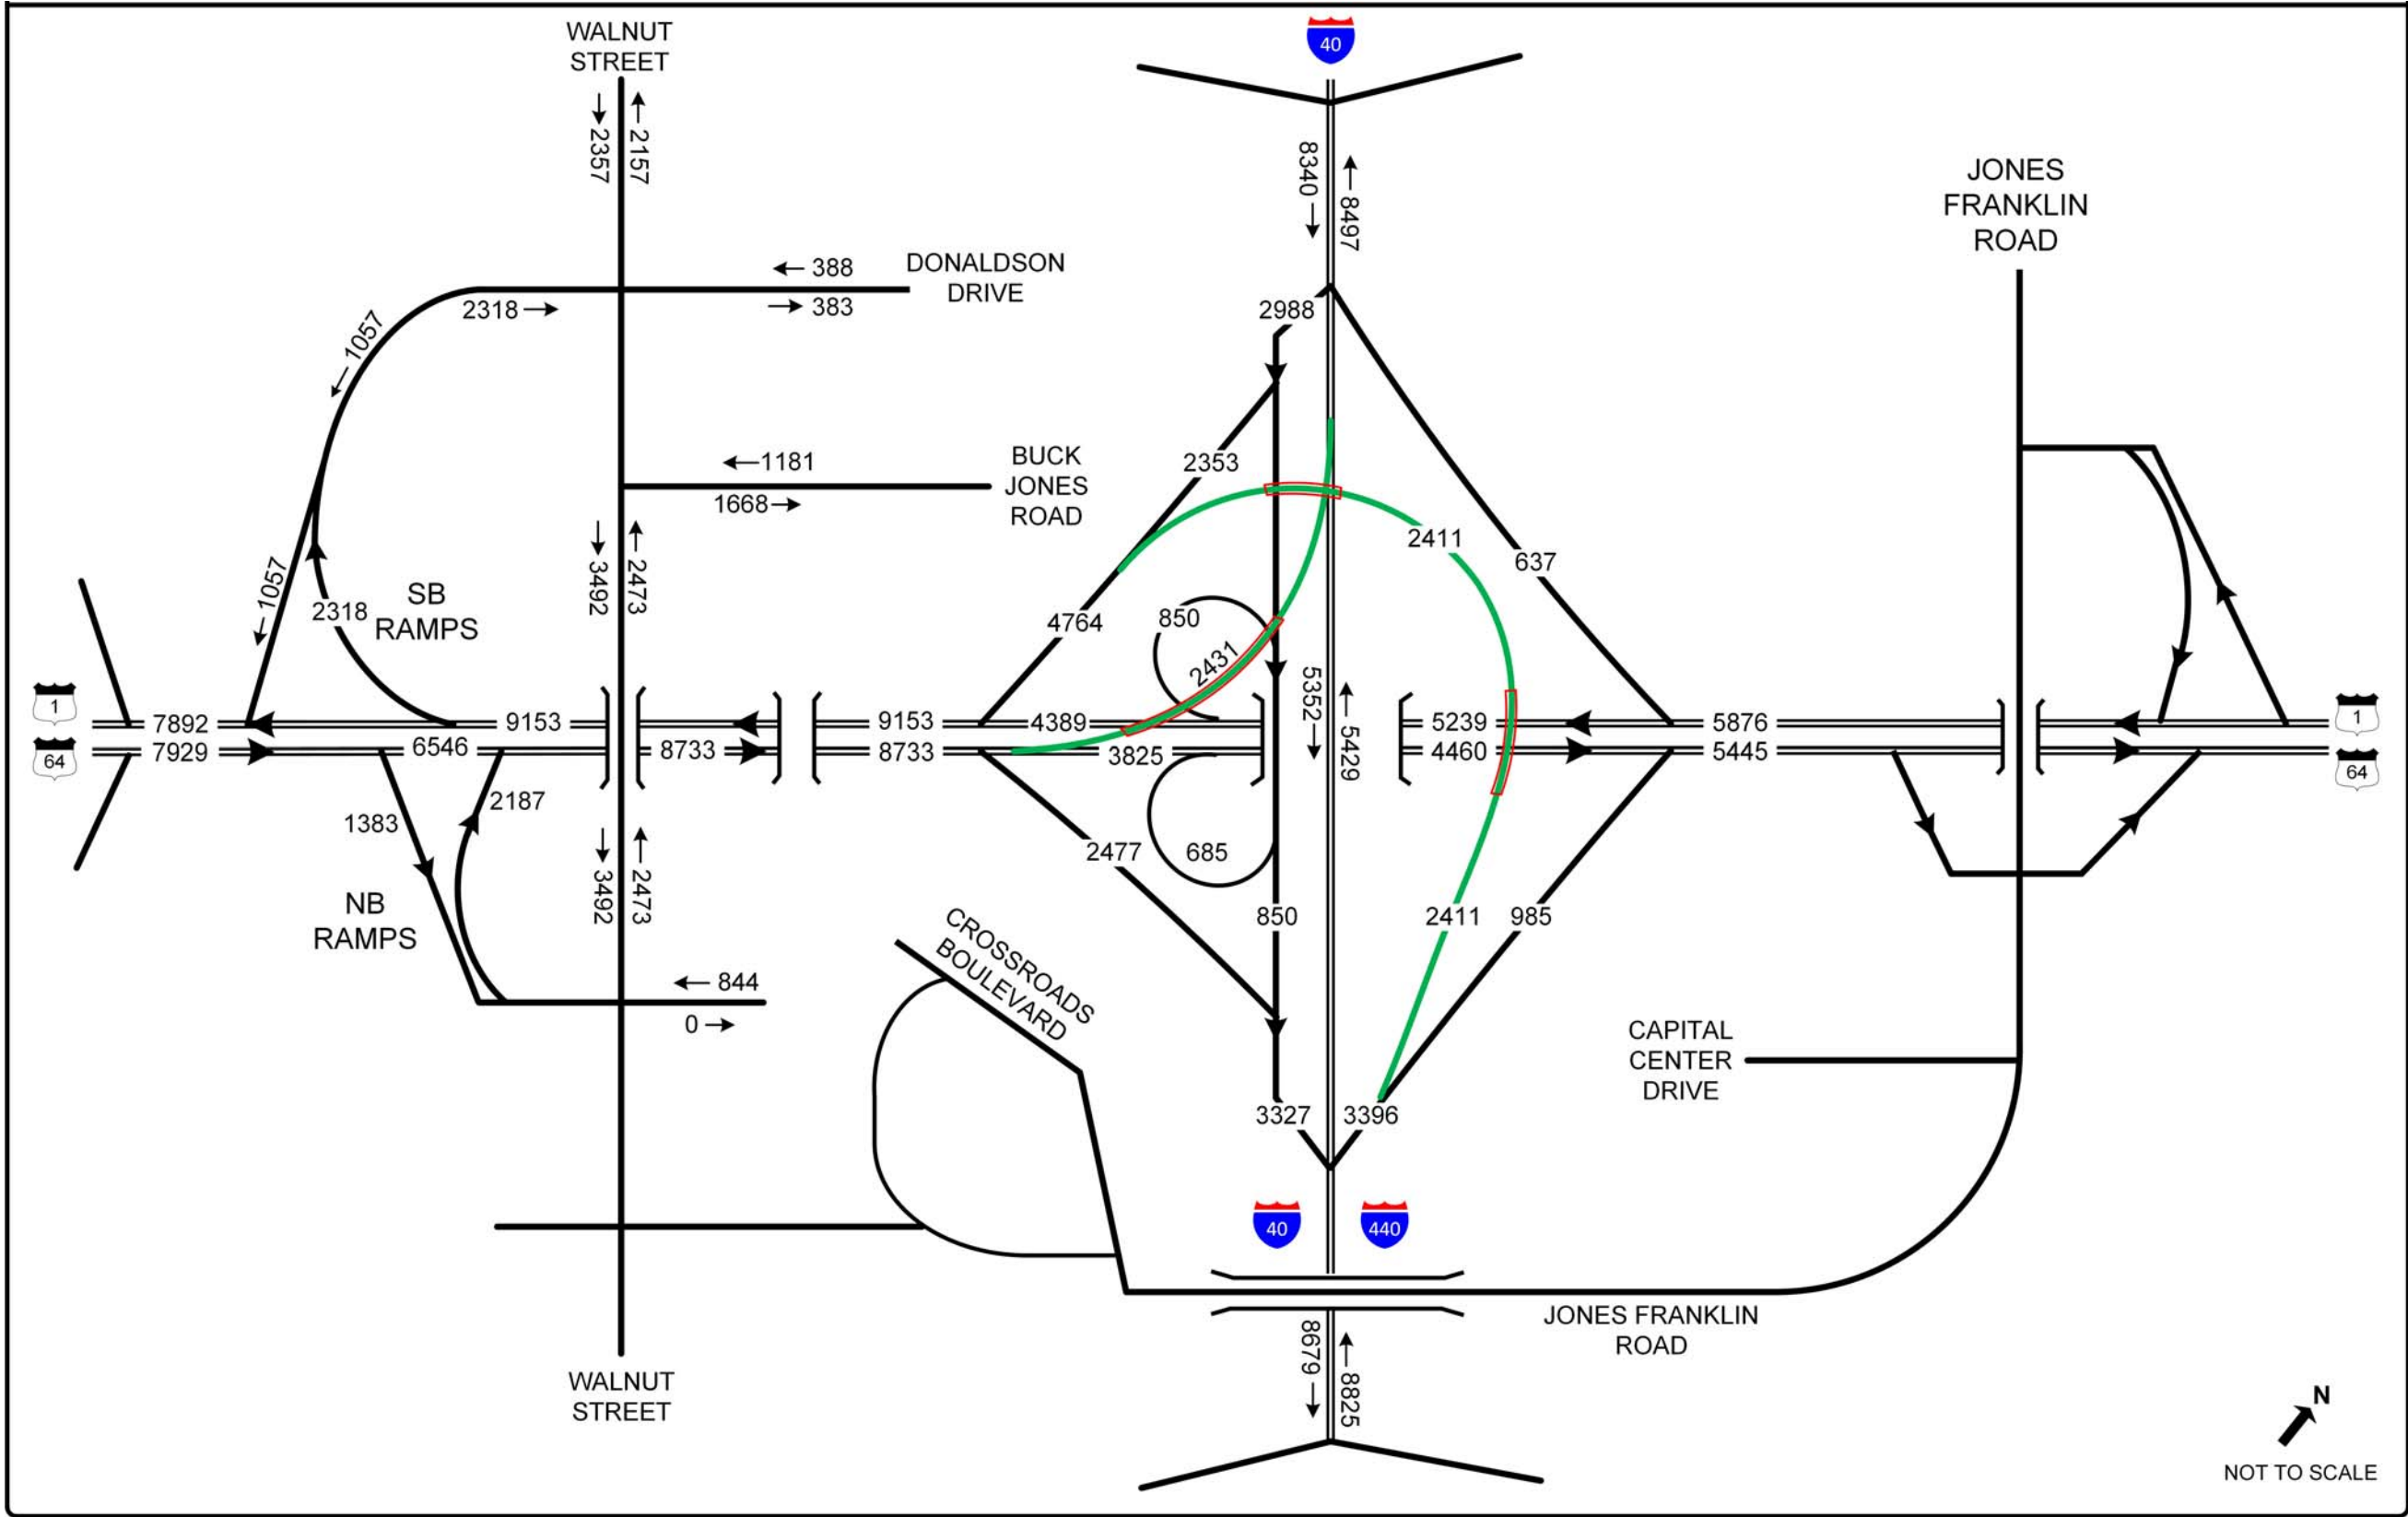 WALNUT
STREET
40
2357
2157
8340
8497
JONES
FRANKLIN
ROAD
388
DONALDSON
DRIVE
2318
383
1057
2988
1181
BUCK
JONES
ROAD
1668
2353
2411
637
3492
2473
1057
2318
SB
RAMPS
4764
850
2431
5352
5429
1
64
7892
7929
9153
6546
8733
9153
8733
4389
3825
5239
4460
5876
5445
1
64
1383
2187
2477
685
NB
RAMPS
3492
2473
850
2411
985
CROSSROADS
BOULEVARD
844
0
CAPITAL
CENTER
DRIVE
3327
3396
40
440
JONES FRANKLIN
ROAD
8679
8825
WALNUT
STREET
N
NOT TO SCALE